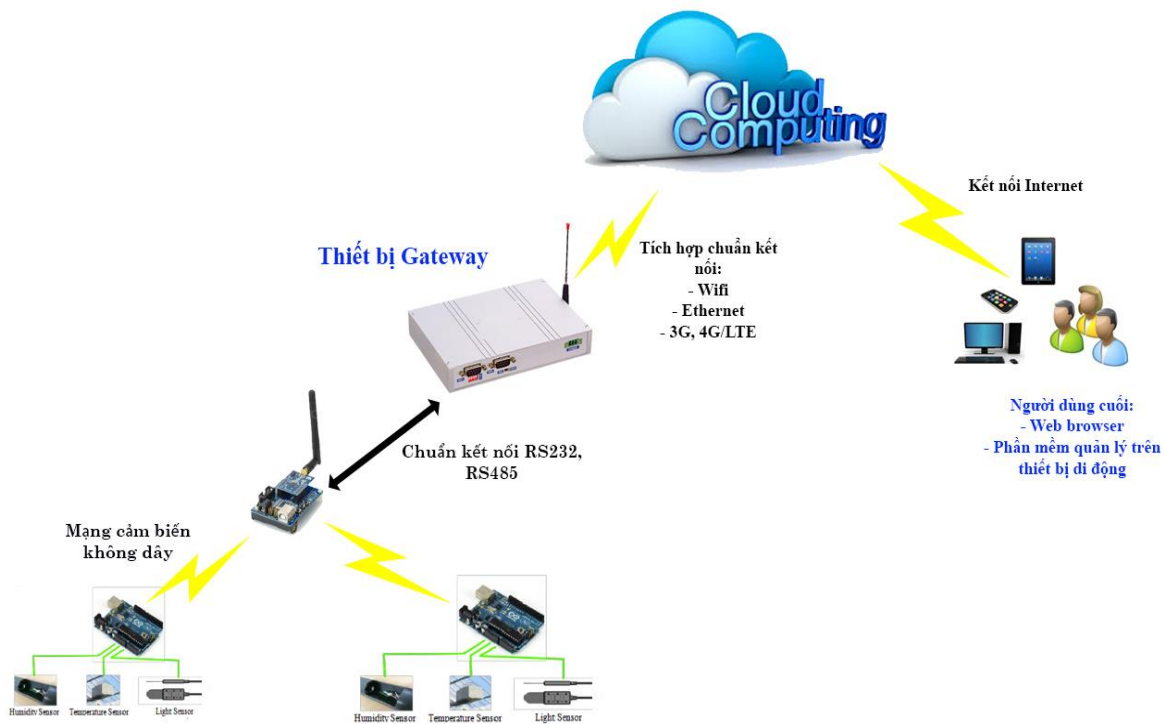 Cloud
Computing
Kết nối Internet
Thiết bị Gateway
Tích hợp chuẩn kết
nối:
- Wifi
- Ethernet
- 3G, 4G/LTE
Người dùng cuối:
- Web browser
- Phần mềm quản lý trên
thiết bị di động
Chuẩn kết nối RS232,
RS485
Mạng cảm biến
không dây
Humidity Sensor
Temperature Sensor
Light Sensor
Humidity Sensor
Temperature Sensor
Light Sensor